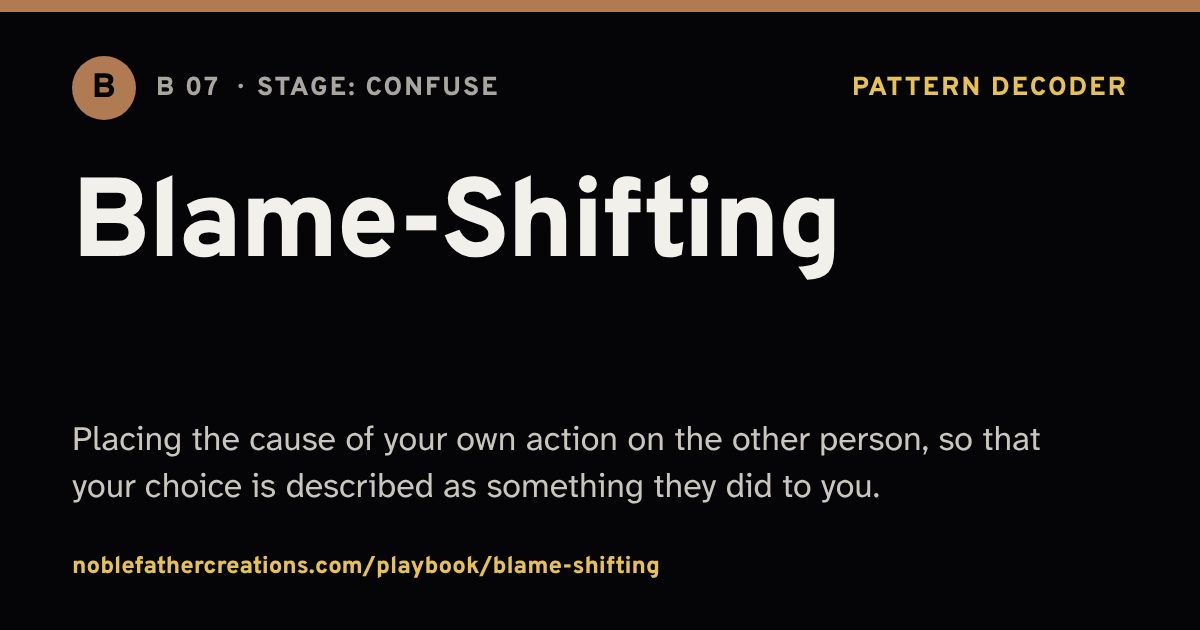 B
B 07 · STAGE: CONFUSE
PATTERN DECODER
Blame-Shifting
Placing the cause of your own action on the other person, so that
your choice is described as something they did to you.
noblefathercreations.com/playbook/blame-shifting